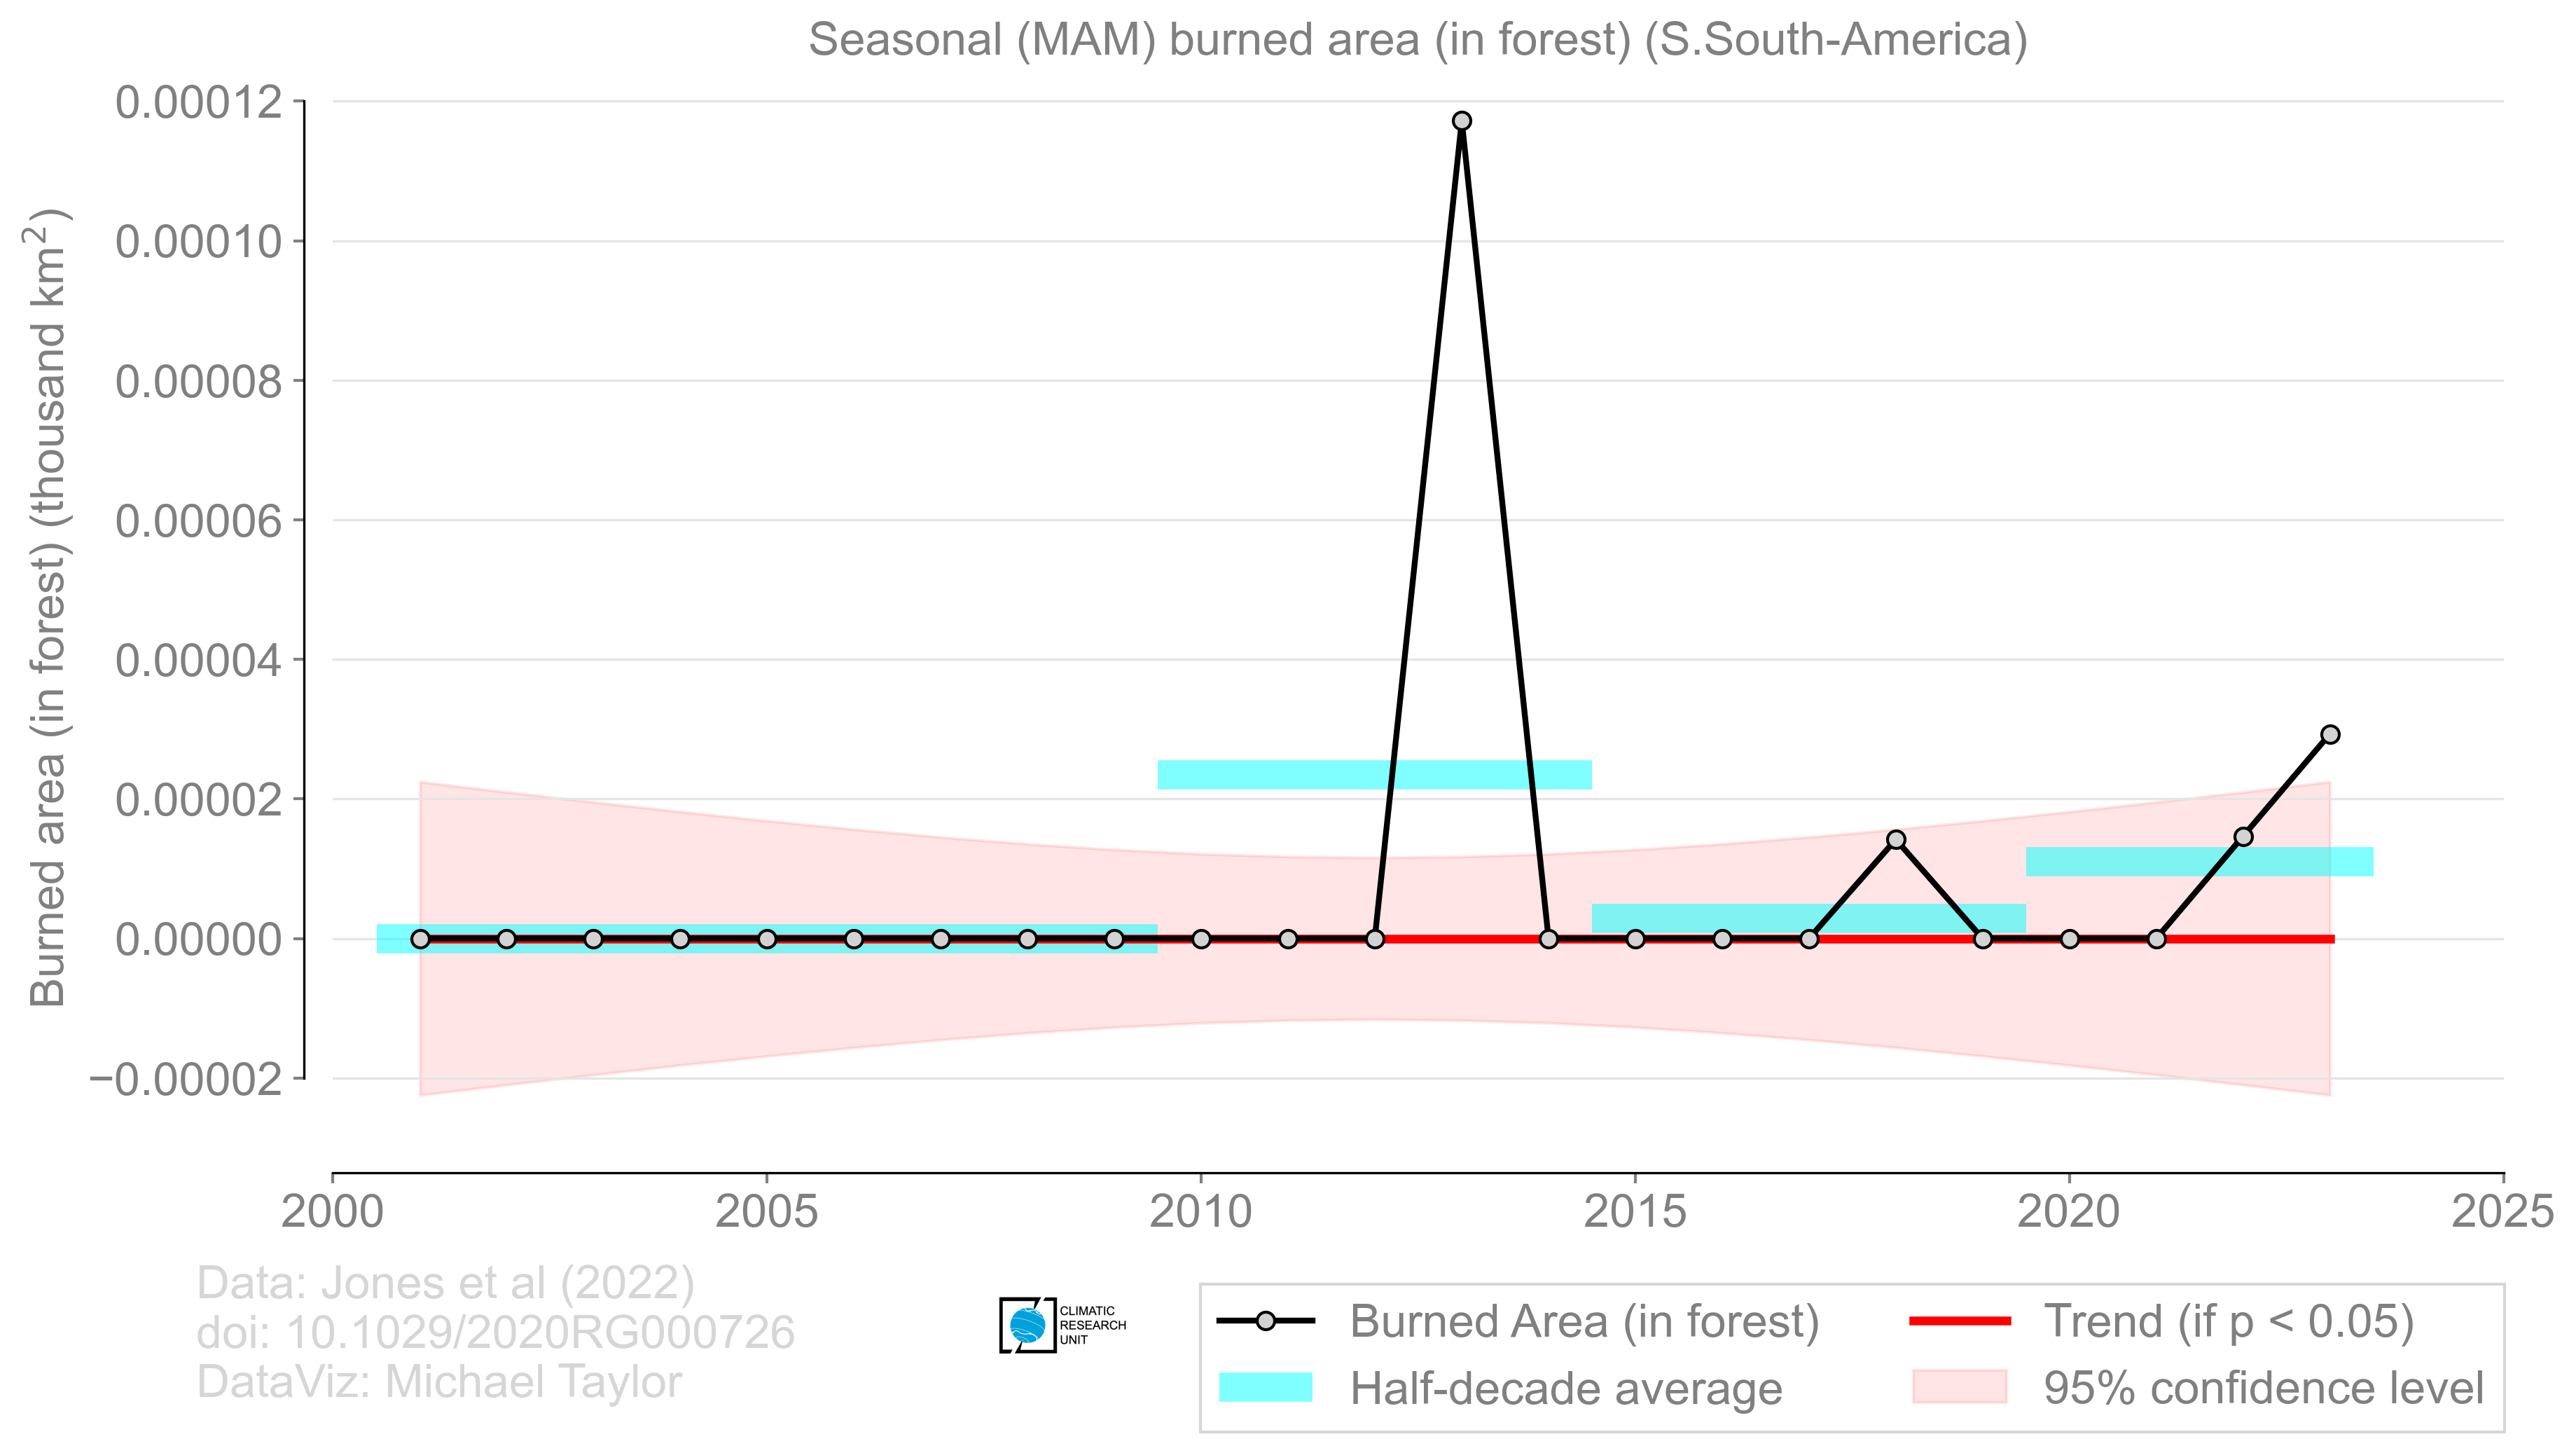 Seasonal (MAM) burned area (in forest) (S.South-America)
Burned area (in forest) (thousand km²)
0.00012
0.00010
0.00008
0.00006
0.00004
0.00002
0.00000
−0.00002
2000
2005
2010
2015
2020
2025
Data: Jones et al (2022)
doi: 10.1029/2020RG000726
DataViz: Michael Taylor
CLIMATIC
RESEARCH
UNIT
Burned Area (in forest)
Half-decade average
Trend (if p < 0.05)
95% confidence level